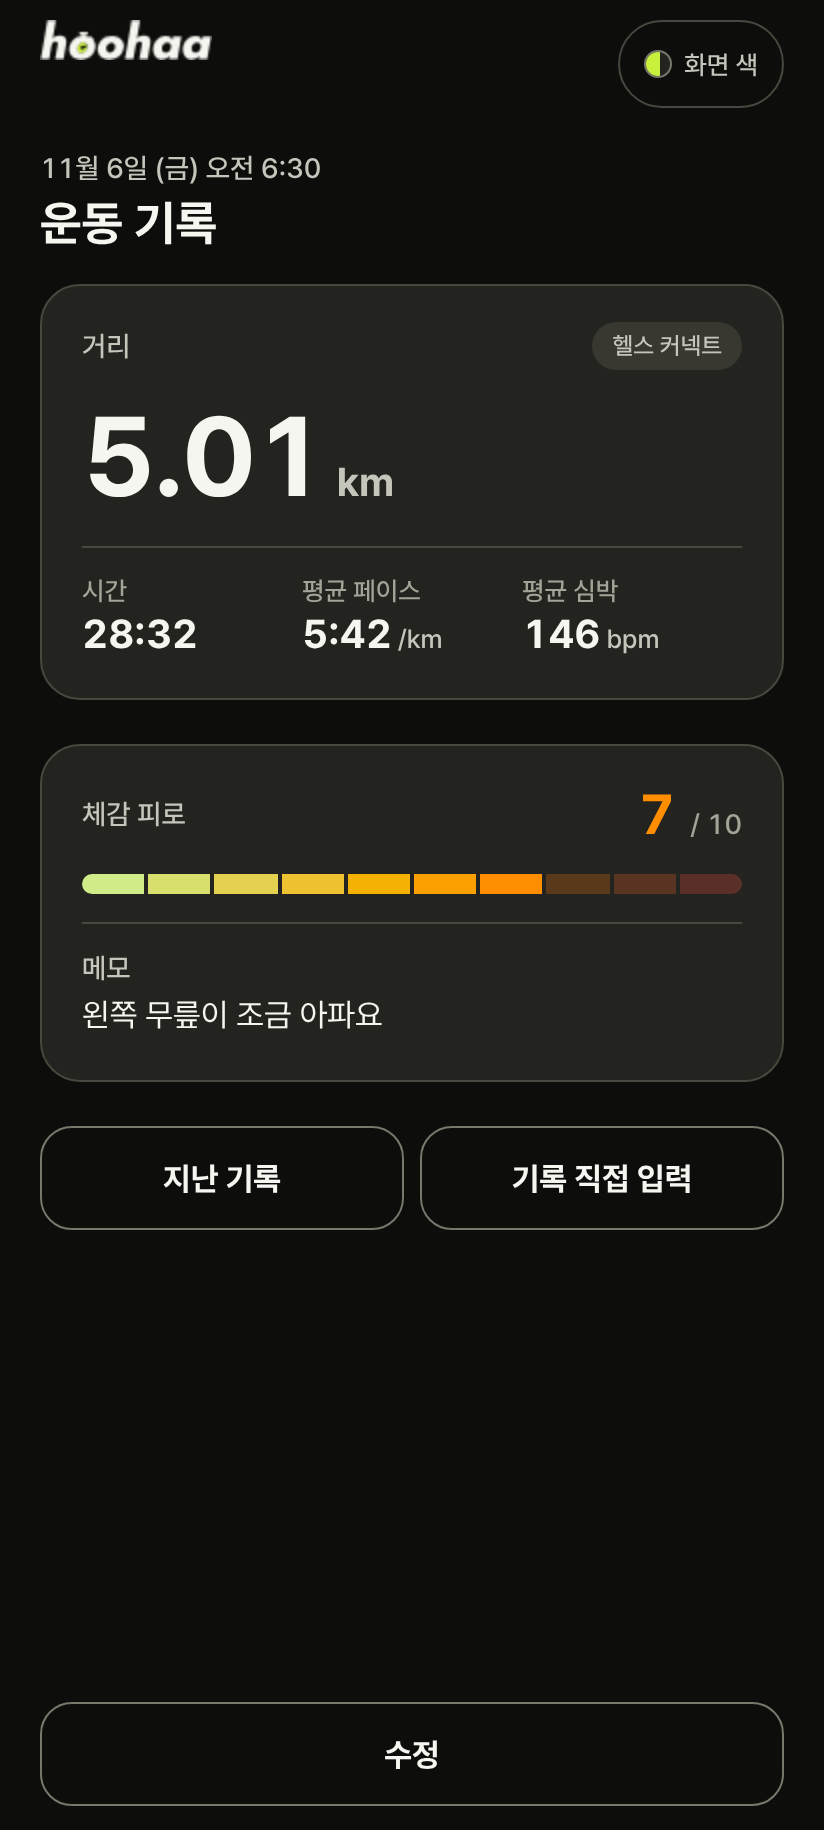 hoohaa
화면 색
11월 6일 (금) 오전 6:30
운동 기록
거리
헬스 커넥트
5.01 km
시간 평균 페이스 평균 심박
28:32 5:42 /km 146 bpm
체감 피로
7 / 10
메모
왼쪽 무릎이 조금 아파요
지난 기록
기록 직접 입력
수정